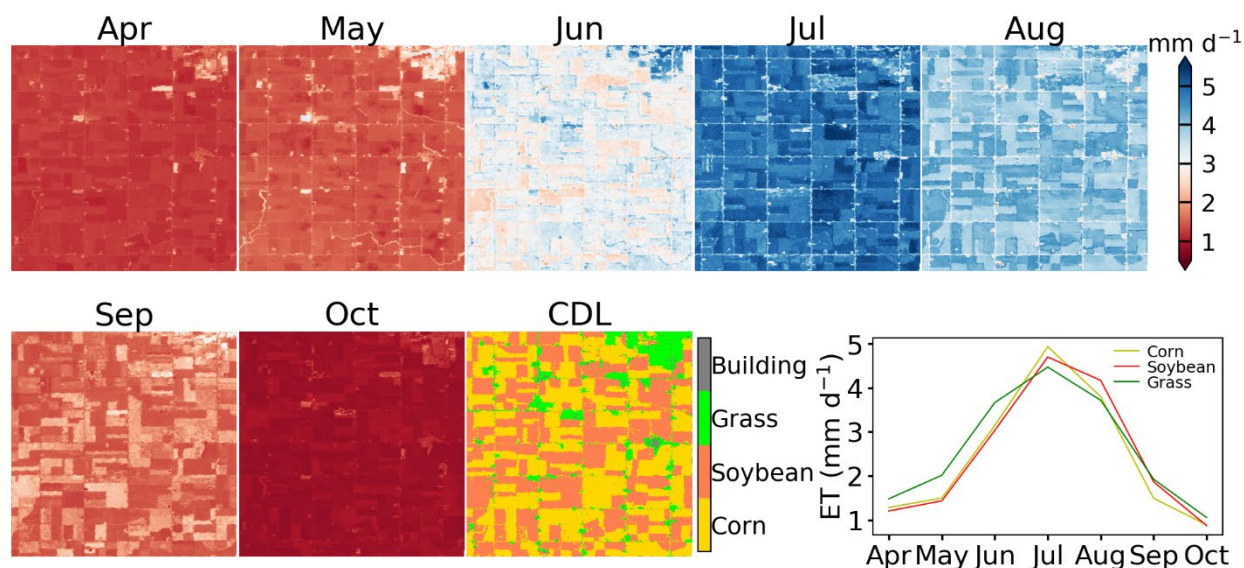 Apr
May
Jun
Jul
Aug
mm d⁻¹
5
4
3
2
1
Sep
Oct
CDL
Building
Grass
Soybean
Corn
ET (mm d⁻¹)
5
4
3
2
1
Corn
Soybean
Grass
Apr May Jun Jul Aug Sep Oct